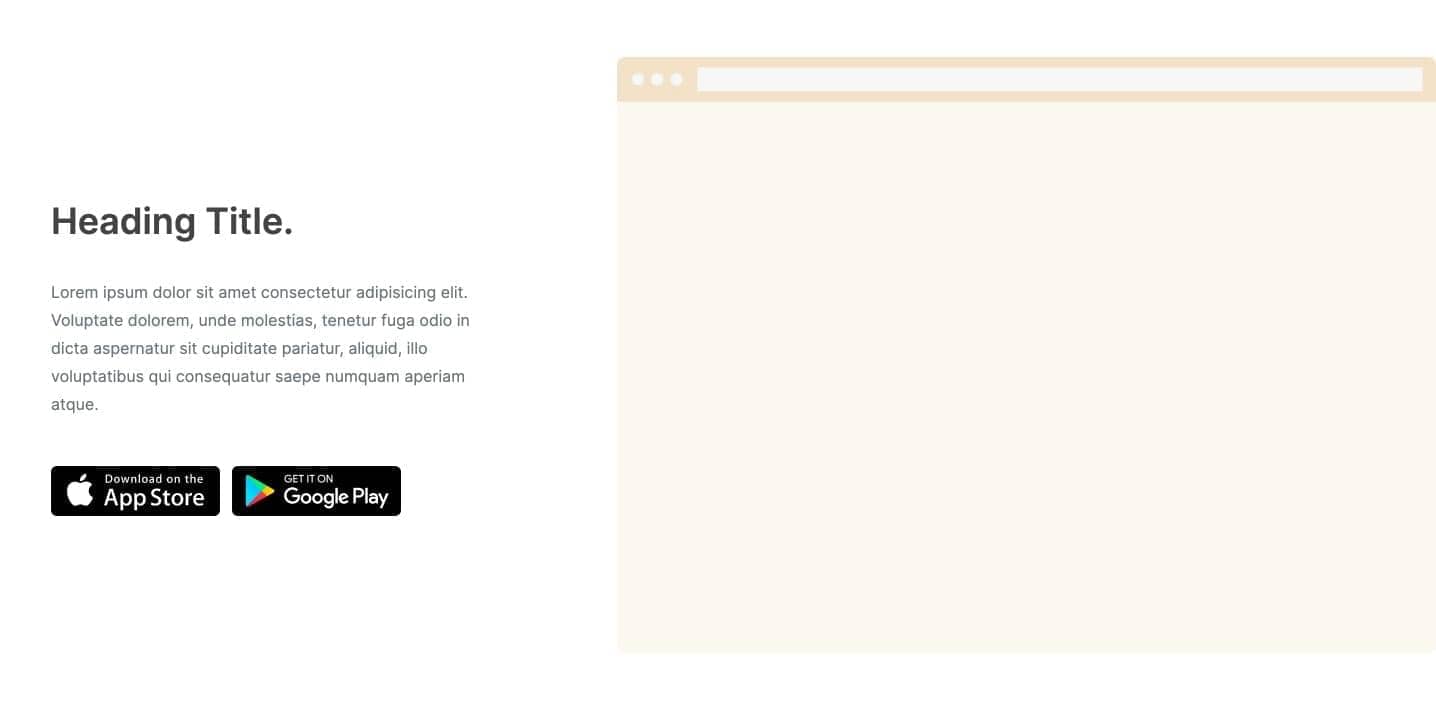 Heading Title.
Lorem ipsum dolor sit amet consectetur adipisicing elit.
Voluptate dolorem, unde molestias, tenetur fuga odio in
dicta aspernatur sit cupiditate pariatur, aliquid, illo
voluptatibus qui consequatur saepe numquam aperiam
atque.
Download on the
App Store
GET IT ON
Google Play